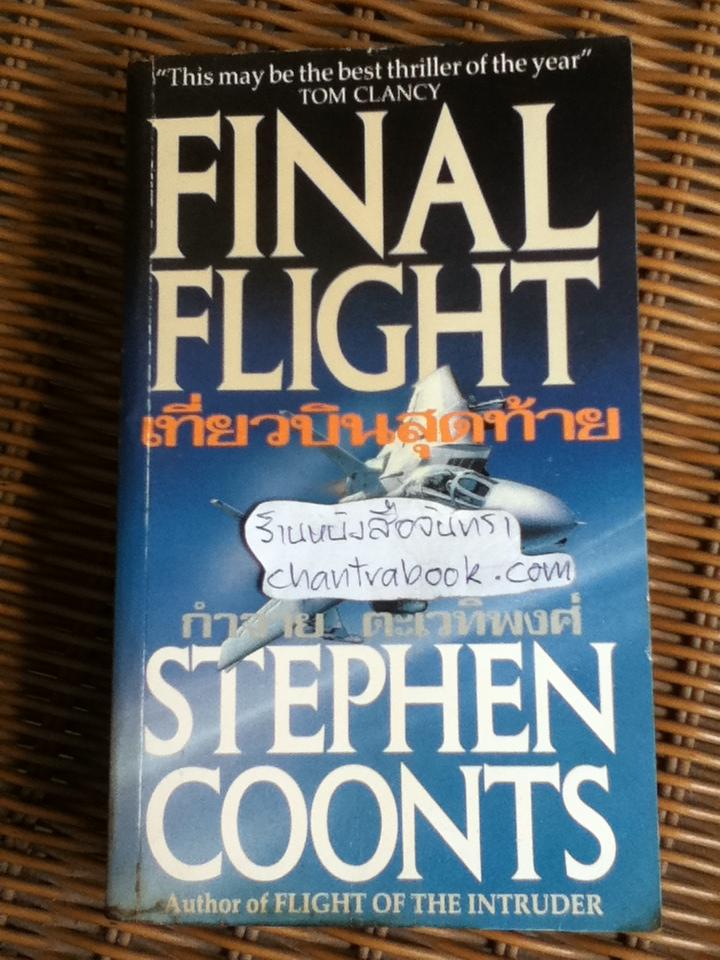 "This may be the best thriller of the year"
TOM CLANCY
FINAL
FLIGHT
เที่ยวบินสุดท้าย
ร้านหนังสือจันทรา
chantrabook.com
กำจาย ตะเวทิพงศ์
STEPHEN
COONTS
Author of FLIGHT OF THE INTRUDER